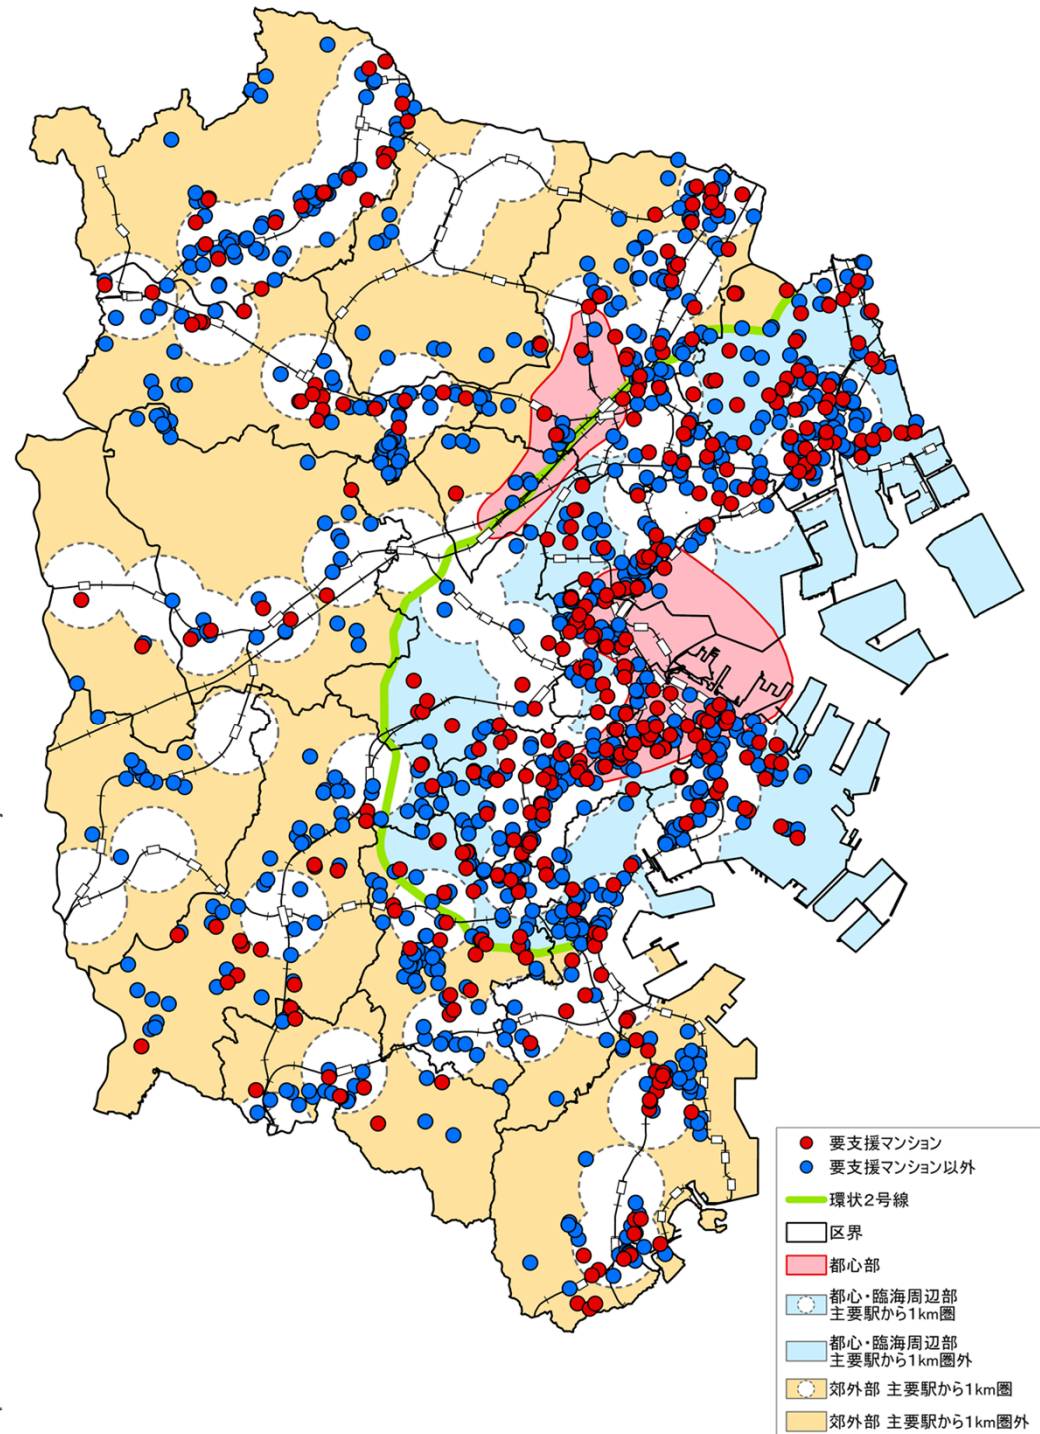 要支援マンション
要支援マンション以外
環状2号線
区界
都心部
都心・臨海周辺部
主要駅から1km圏
都心・臨海周辺部
主要駅から1km圏外
郊外部 主要駅から1km圏
郊外部 主要駅から1km圏外